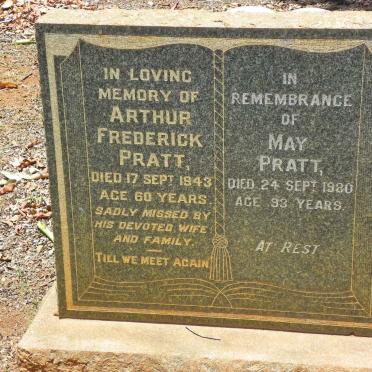 IN LOVING
MEMORY OF
ARTHUR
FREDERICK
PRATT,
DIED 17 SEPT 1943
AGE 60 YEARS.
SADLY MISSED BY
HIS DEVOTED WIFE
AND FAMILY.
TILL WE MEET AGAIN
IN
REMEMBRANCE
OF
MAY
PRATT,
DIED 24 SEPT 1980
AGE 93 YEARS.
AT REST